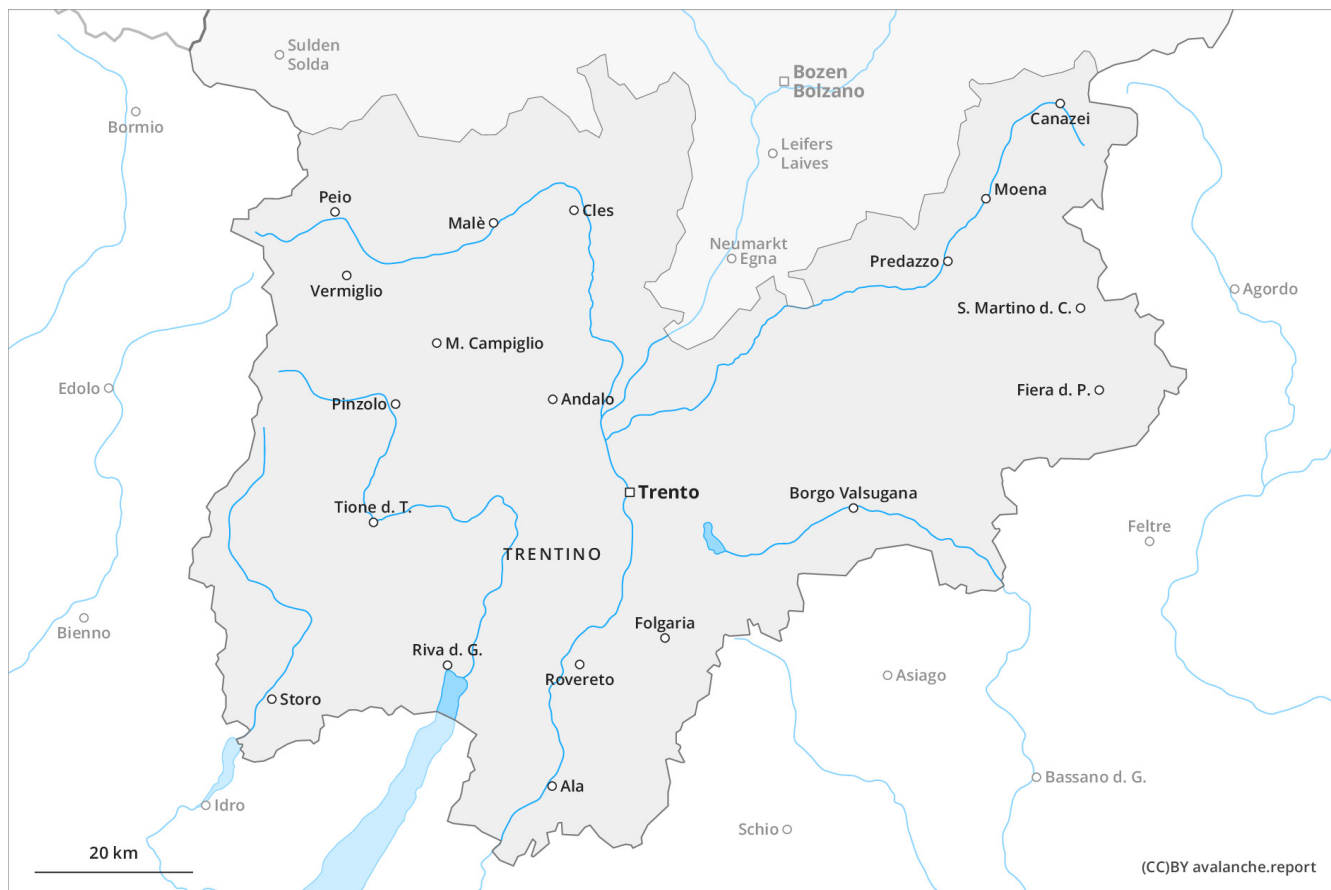 Sulden
Solda
Bozen
Bolzano
Bormio
Canazei
Leifers
Laives
Peio
Moena
Malè
Cles
Neumarkt
Egna
Predazzo
Vermiglio
Agordo
S. Martino d. C.
M. Campiglio
Edolo
Fiera d. P.
Pinzolo
Andalo
Trento
Borgo Valsugana
Tione d. T.
Feltre
TRENTINO
Bienno
Folgaria
Riva d. G.
Rovereto
Asiago
Storo
Bassano d. G.
Ala
Idro
Schio
20 km
(CC)BY avalanche.report